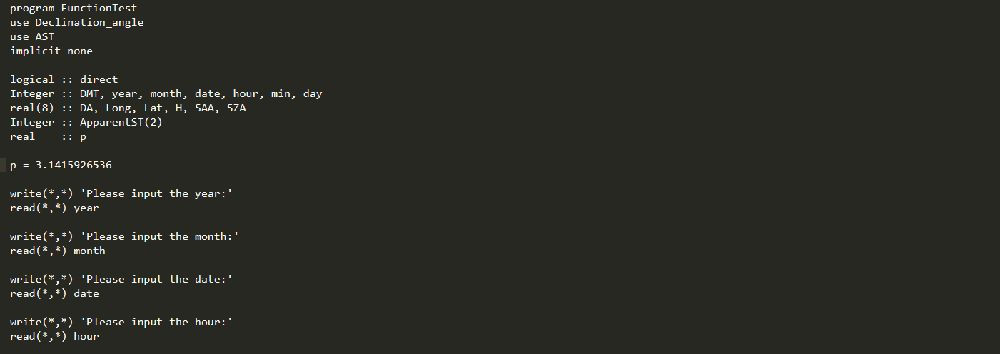 program FunctionTest
use Declination_angle
use AST
implicit none
logical :: direct
Integer :: DMT, year, month, date, hour, min, day
real(8) :: DA, Long, Lat, H, SAA, SZA
Integer :: ApparentST(2)
real    :: p
p = 3.1415926536
write(*,*) 'Please input the year:'
read(*,*) year
write(*,*) 'Please input the month:'
read(*,*) month
write(*,*) 'Please input the date:'
read(*,*) date
write(*,*) 'Please input the hour:'
read(*,*) hour